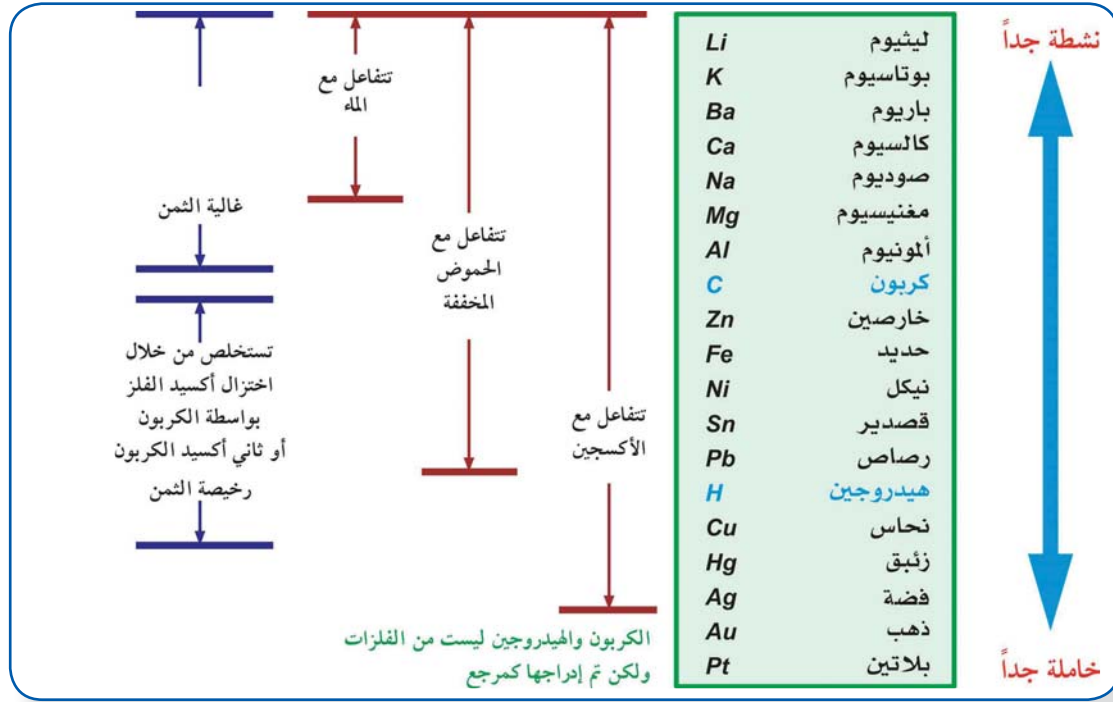 نشطة جداً
خاملة جداً
ليثيوم Li
بوتاسيوم K
باريوم Ba
كالسيوم Ca
صوديوم Na
مغنيسيوم Mg
ألمونيوم Al
كربون C
خارصين Zn
حديد Fe
نيكل Ni
قصدير Sn
رصاص Pb
هيدروجين H
نحاس Cu
زئبق Hg
فضة Ag
ذهب Au
بلاتين Pt
تتفاعل مع
الأكسجين
تتفاعل مع
الحموض
المخففة
تتفاعل مع
الماء
غالية الثمن
تستخلص من خلال
اختزال أكسيد الفلز
بواسطة الكربون
أو ثاني أكسيد الكربون
رخيصة الثمن
الكربون والهيدروجين ليست من الفلزات
ولكن تم إدراجها كمرجع